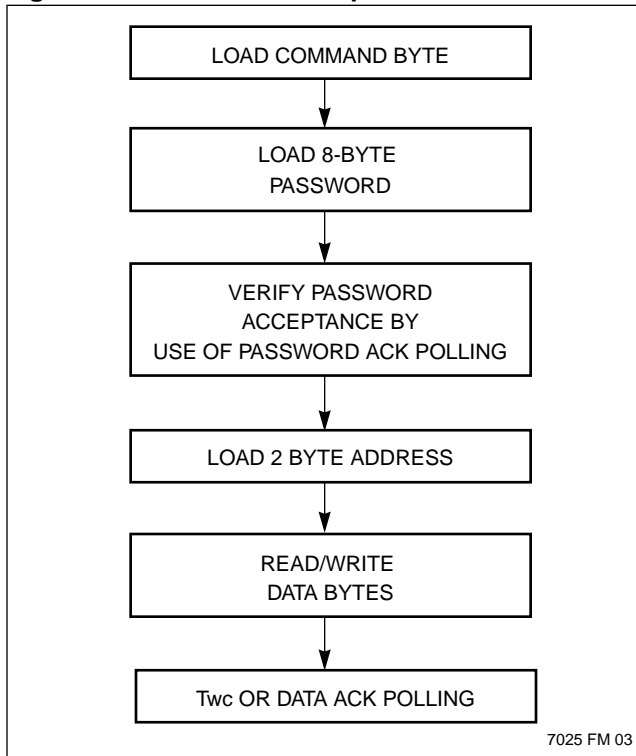 LOAD COMMAND BYTE
LOAD 8-BYTE
PASSWORD
VERIFY PASSWORD
ACCEPTANCE BY
USE OF PASSWORD ACK POLLING
LOAD 2 BYTE ADDRESS
READ/WRITE
DATA BYTES
Twc OR DATA ACK POLLING
7025 FM 03